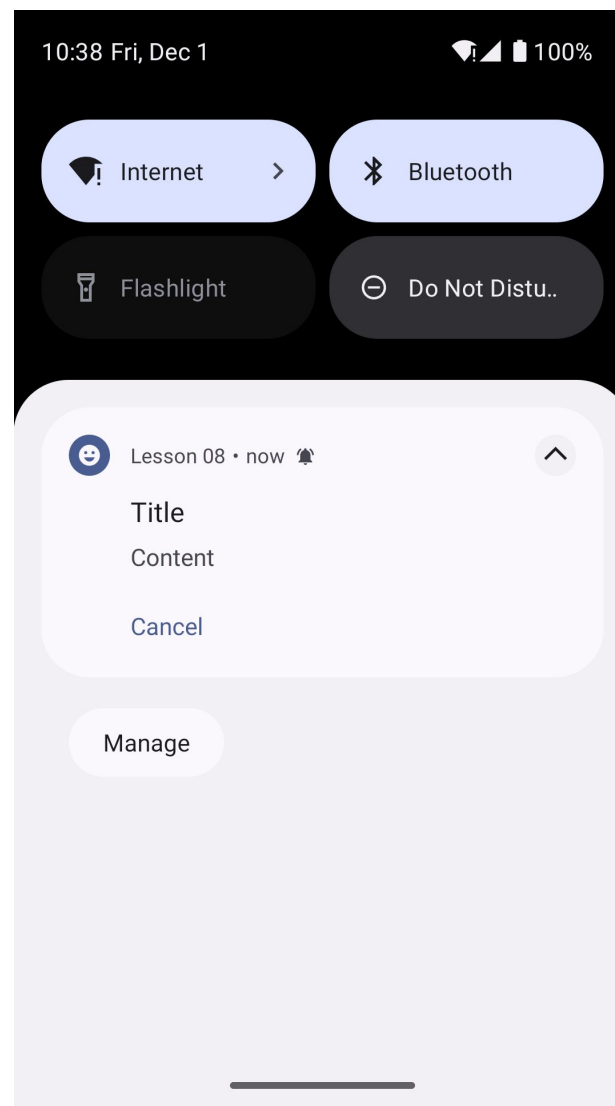 10:38 Fri, Dec 1 100%
Internet Bluetooth
Flashlight Do Not Distu..
Lesson 08 • now
Title
Content
Cancel
Manage